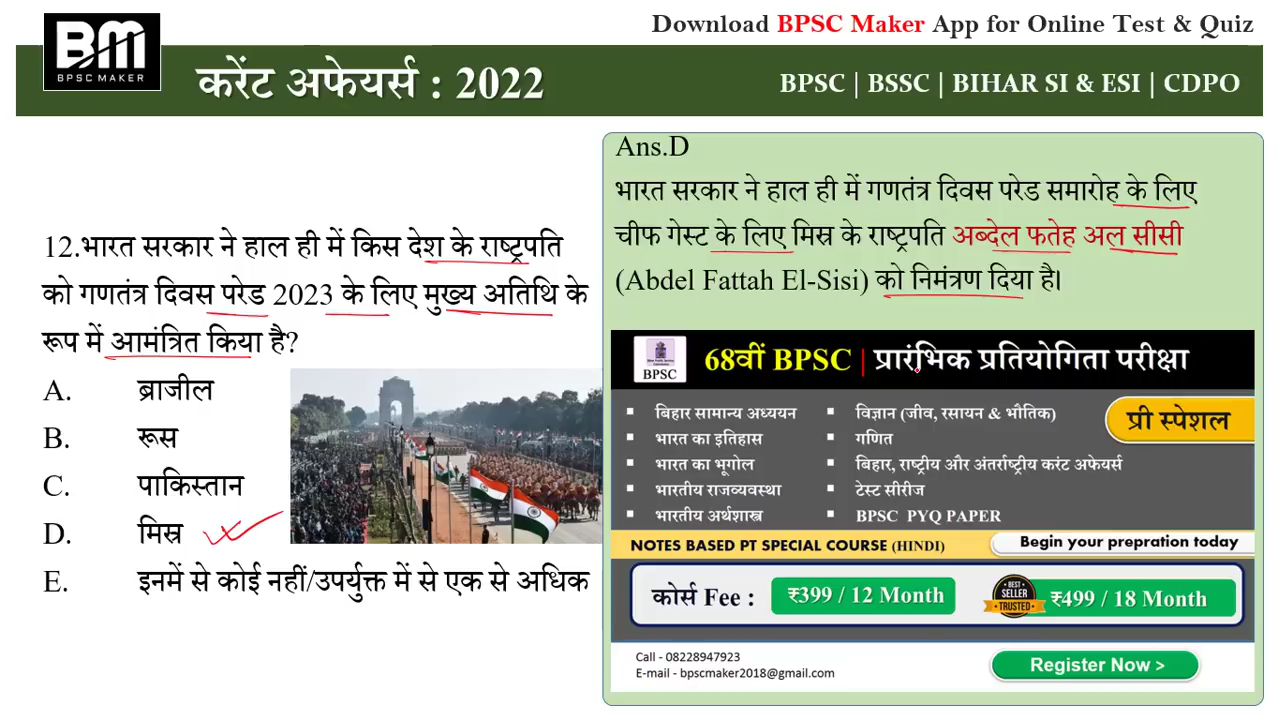 Download BPSC Maker App for Online Test & Quiz
BM
BPSC MAKER
करेंट अफेयर्स : 2022
BPSC | BSSC | BIHAR SI & ESI | CDPO
12.भारत सरकार ने हाल ही में किस देश के राष्ट्रपति
को गणतंत्र दिवस परेड 2023 के लिए मुख्य अतिथि के
रूप में आमंत्रित किया है?
A. ब्राजील
B. रूस
C. पाकिस्तान
D. मिस्र
E. इनमें से कोई नहीं/उपर्युक्त में से एक से अधिक
Ans.D
भारत सरकार ने हाल ही में गणतंत्र दिवस परेड समारोह के लिए
चीफ गेस्ट के लिए मिस्र के राष्ट्रपति अब्देल फतेह अल सीसी
(Abdel Fattah El-Sisi) को निमंत्रण दिया है।
BPSC
68वीं BPSC | प्रारंभिक प्रतियोगिता परीक्षा
प्री स्पेशल
बिहार सामान्य अध्ययन
भारत का इतिहास
भारत का भूगोल
भारतीय राजव्यवस्था
भारतीय अर्थशास्त्र
विज्ञान (जीव, रसायन & भौतिक)
गणित
बिहार, राष्ट्रीय और अंतर्राष्ट्रीय करंट अफेयर्स
टेस्ट सीरीज
BPSC PYQ PAPER
NOTES BASED PT SPECIAL COURSE (HINDI)
Begin your prepration today
कोर्स Fee : ₹399 / 12 Month
BEST SELLER TRUSTED
₹499 / 18 Month
Call - 08228947923
E-mail - bpscmaker2018@gmail.com
Register Now >